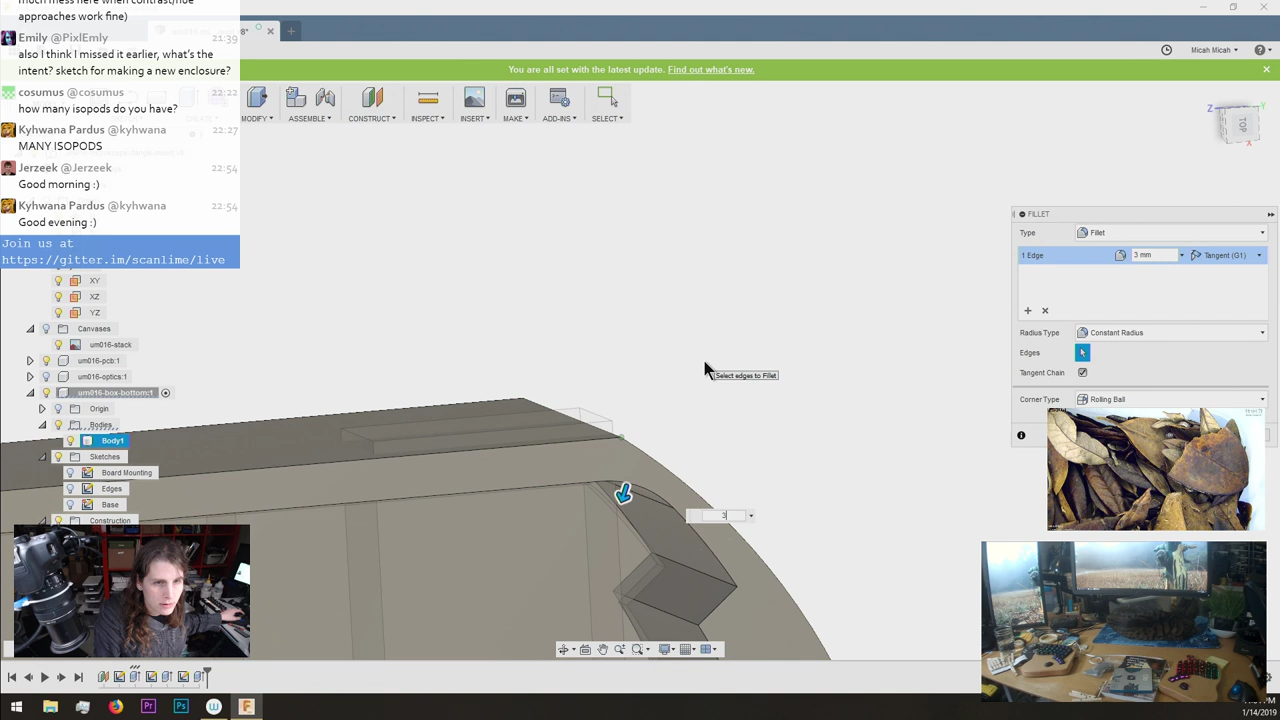 approaches work fine)
Emily @PixlEmly 21:39
also I think I missed it earlier, what's the
intent? sketch for making a new enclosure?
cosumus @cosumus 22:22
how many isopods do you have?
Kyhwana Pardus @kyhwana 22:27
MANY ISOPODS
Jerzeek @Jerzeek 22:54
Good morning :)
Kyhwana Pardus @kyhwana 22:54
Good evening :)
Join us at
https://gitter.im/scanlime/live
Micah Micah
You are all set with the latest update. Find out what's new.
MODIFY ASSEMBLE CONSTRUCT INSPECT INSERT MAKE ADD-INS SELECT
Z TOP Y X
FILLET
Type Fillet
1 Edge 3 mm Tangent (G1)
Radius Type Constant Radius
Edges
Tangent Chain
Corner Type Rolling Ball
Select edges to Fillet
3
XY
XZ
YZ
Canvases
um016-stack
um016-pcb:1
um016-optics:1
um016-box-bottom:1
Origin
Bodies
Body1
Sketches
Board Mounting
Edges
Base
Construction
Pr Ps W F
1/14/2019